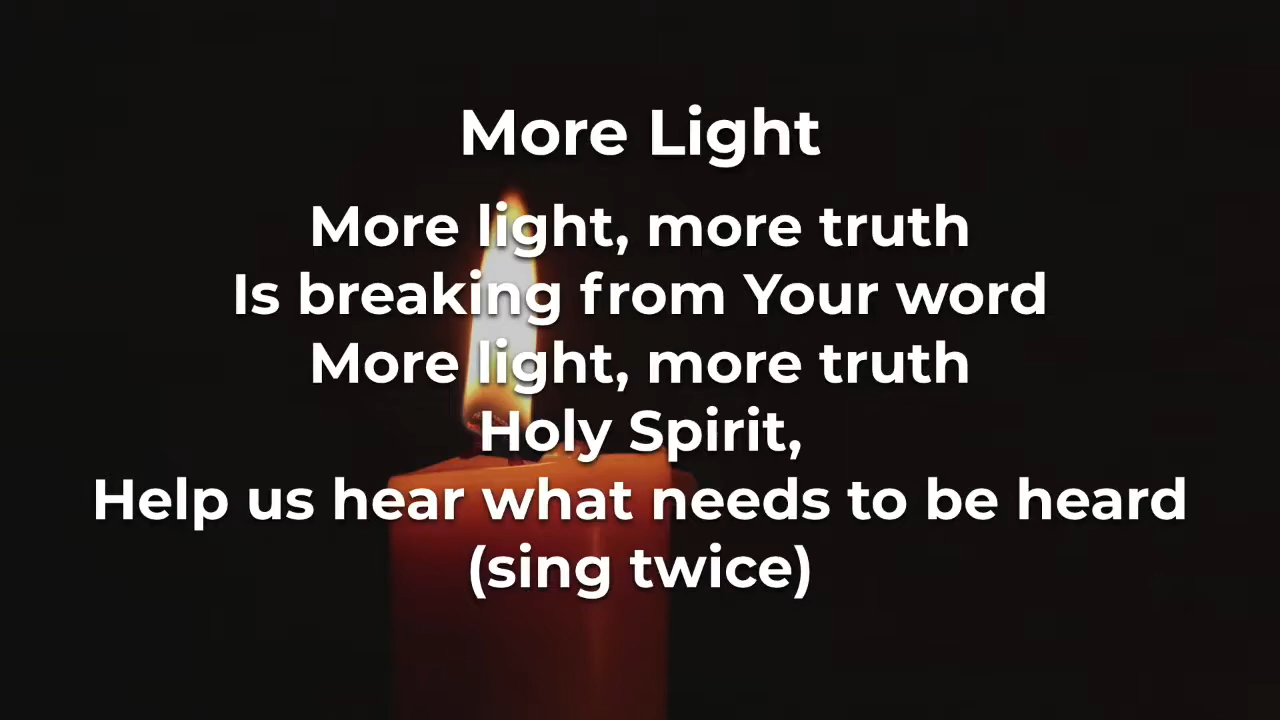 More Light
More light, more truth
Is breaking from Your word
More light, more truth
Holy Spirit,
Help us hear what needs to be heard
(sing twice)